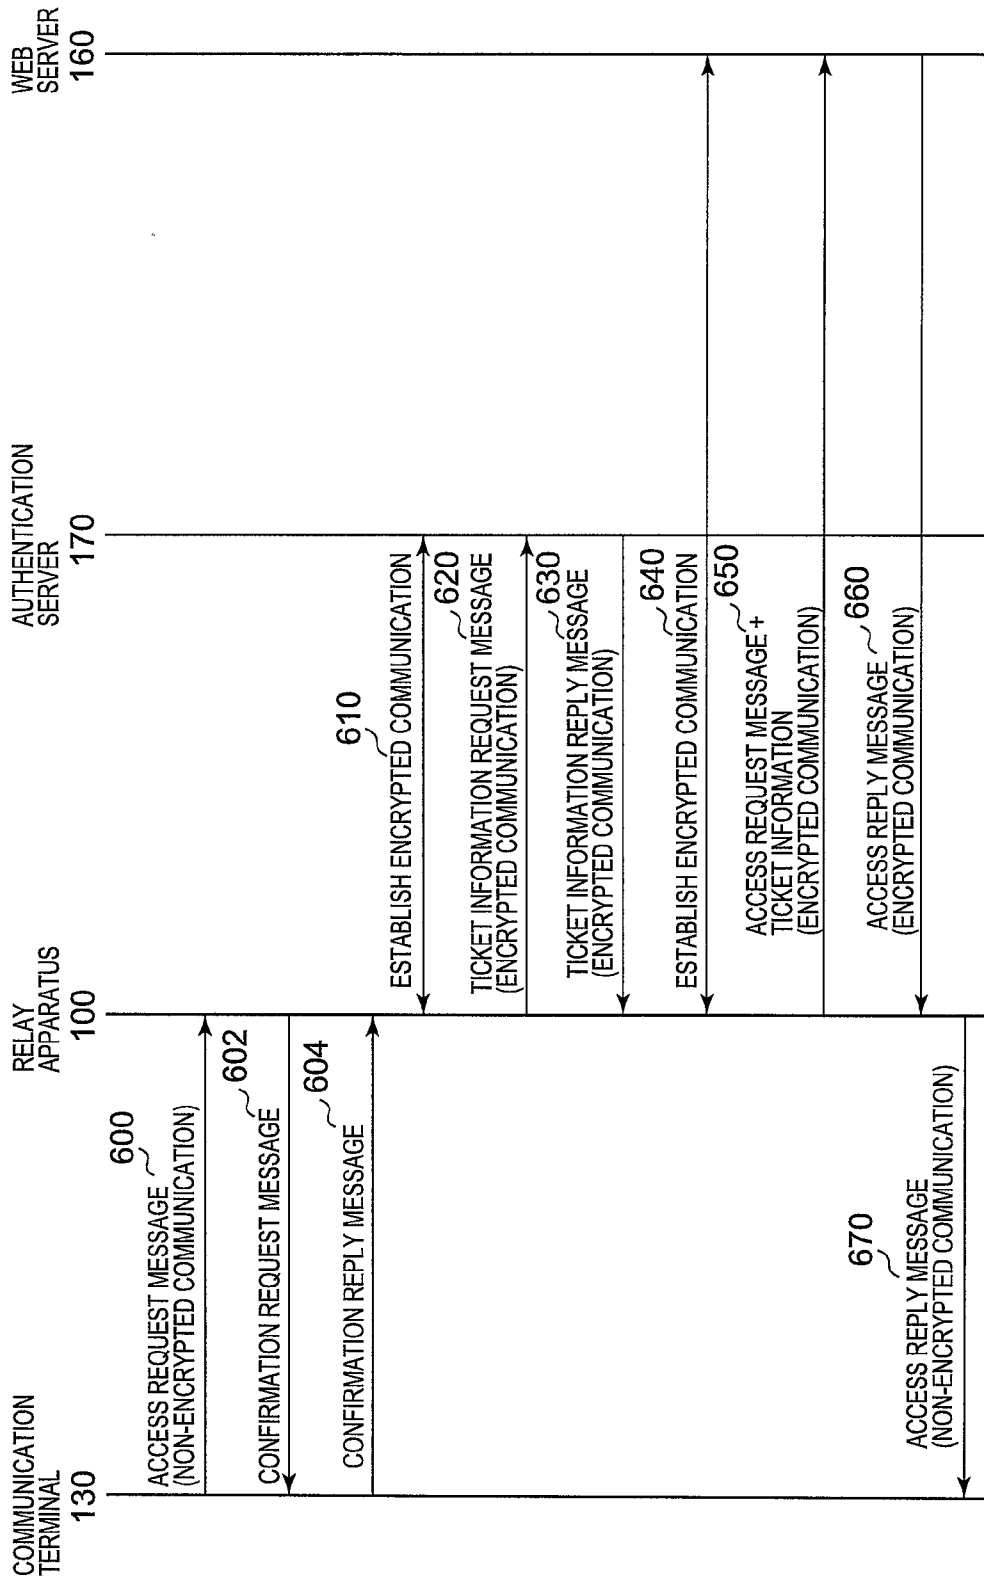 COMMUNICATION
TERMINAL
130
RELAY
APPARATUS
100
AUTHENTICATION
SERVER
170
WEB
SERVER
160
600
ACCESS REQUEST MESSAGE
(NON-ENCRYPTED COMMUNICATION)
602
CONFIRMATION REQUEST MESSAGE
604
CONFIRMATION REPLY MESSAGE
610
ESTABLISH ENCRYPTED COMMUNICATION
620
TICKET INFORMATION REQUEST MESSAGE
(ENCRYPTED COMMUNICATION)
630
TICKET INFORMATION REPLY MESSAGE
(ENCRYPTED COMMUNICATION)
640
ESTABLISH ENCRYPTED COMMUNICATION
650
ACCESS REQUEST MESSAGE +
TICKET INFORMATION
(ENCRYPTED COMMUNICATION)
660
ACCESS REPLY MESSAGE
(ENCRYPTED COMMUNICATION)
670
ACCESS REPLY MESSAGE
(NON-ENCRYPTED COMMUNICATION)